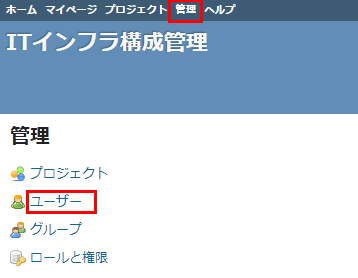 ホーム マイページ プロジェクト 管理 ヘルプ
ITインフラ構成管理
管理
プロジェクト
ユーザー
グループ
ロールと権限